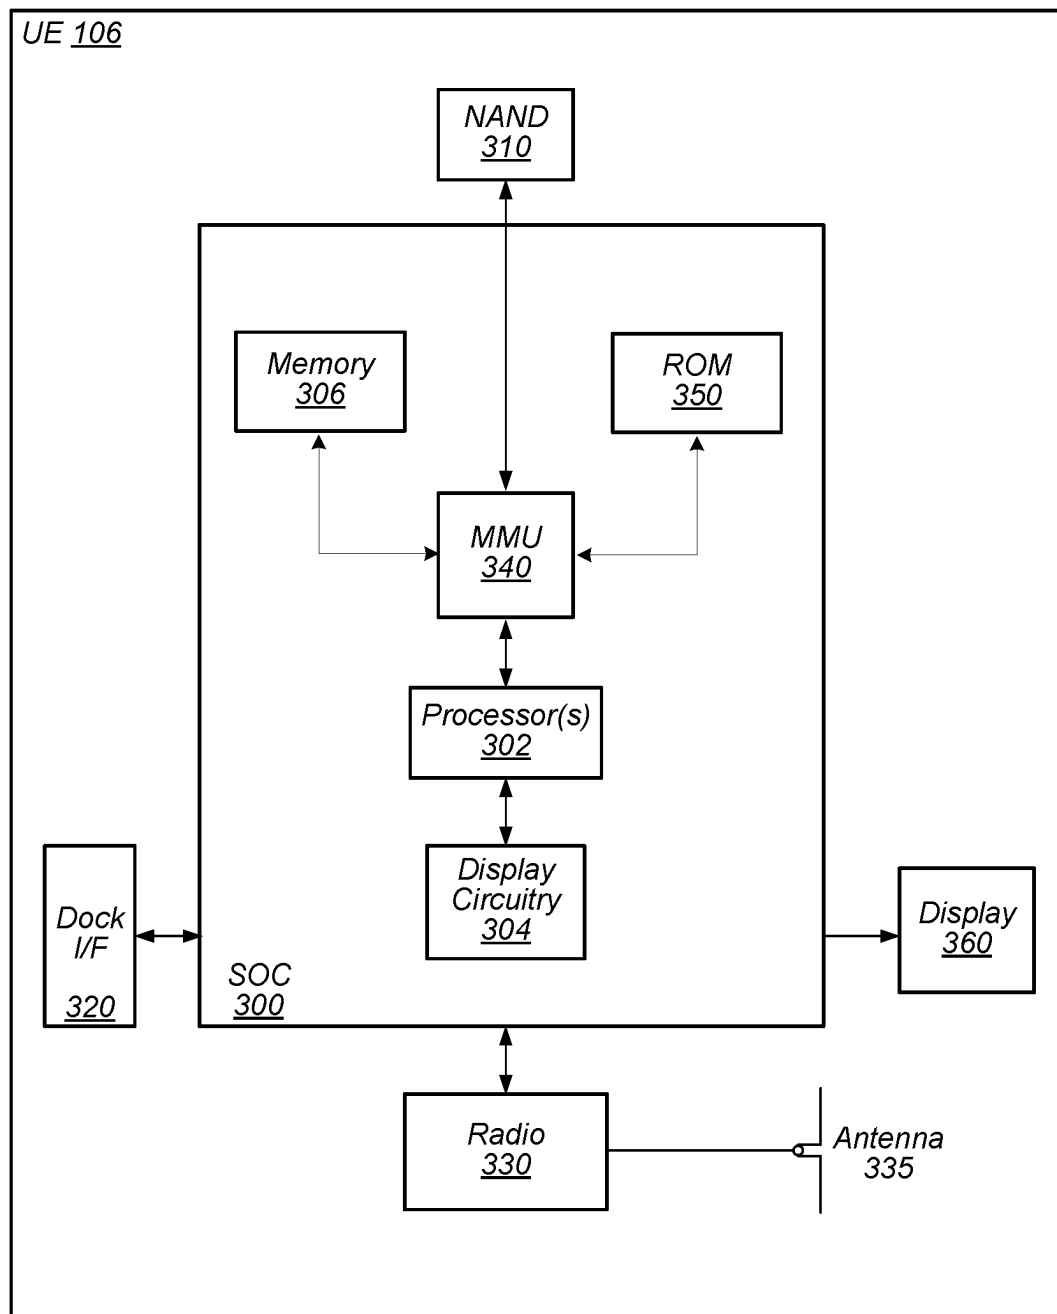 UE 106
NAND
310
Memory
306
ROM
350
MMU
340
Processor(s)
302
Display
Circuitry
304
Dock
I/F
320
SOC
300
Display
360
Radio
330
Antenna
335